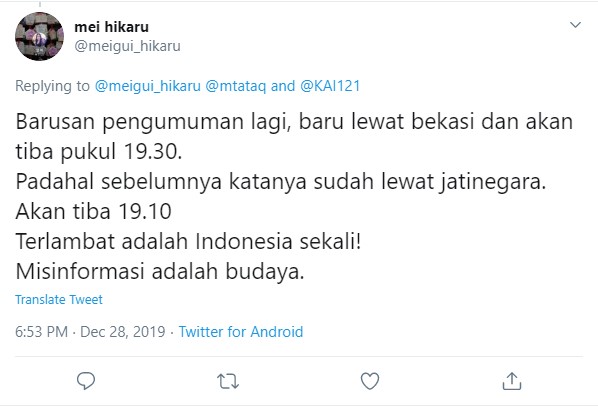 mei hikaru
@meigui_hikaru
Replying to @meigui_hikaru @mtataq and @KAI121
Barusan pengumuman lagi, baru lewat bekasi dan akan
tiba pukul 19.30.
Padahal sebelumnya katanya sudah lewat jatinegara.
Akan tiba 19.10
Terlambat adalah Indonesia sekali!
Misinformasi adalah budaya.
Translate Tweet
6:53 PM · Dec 28, 2019 · Twitter for Android